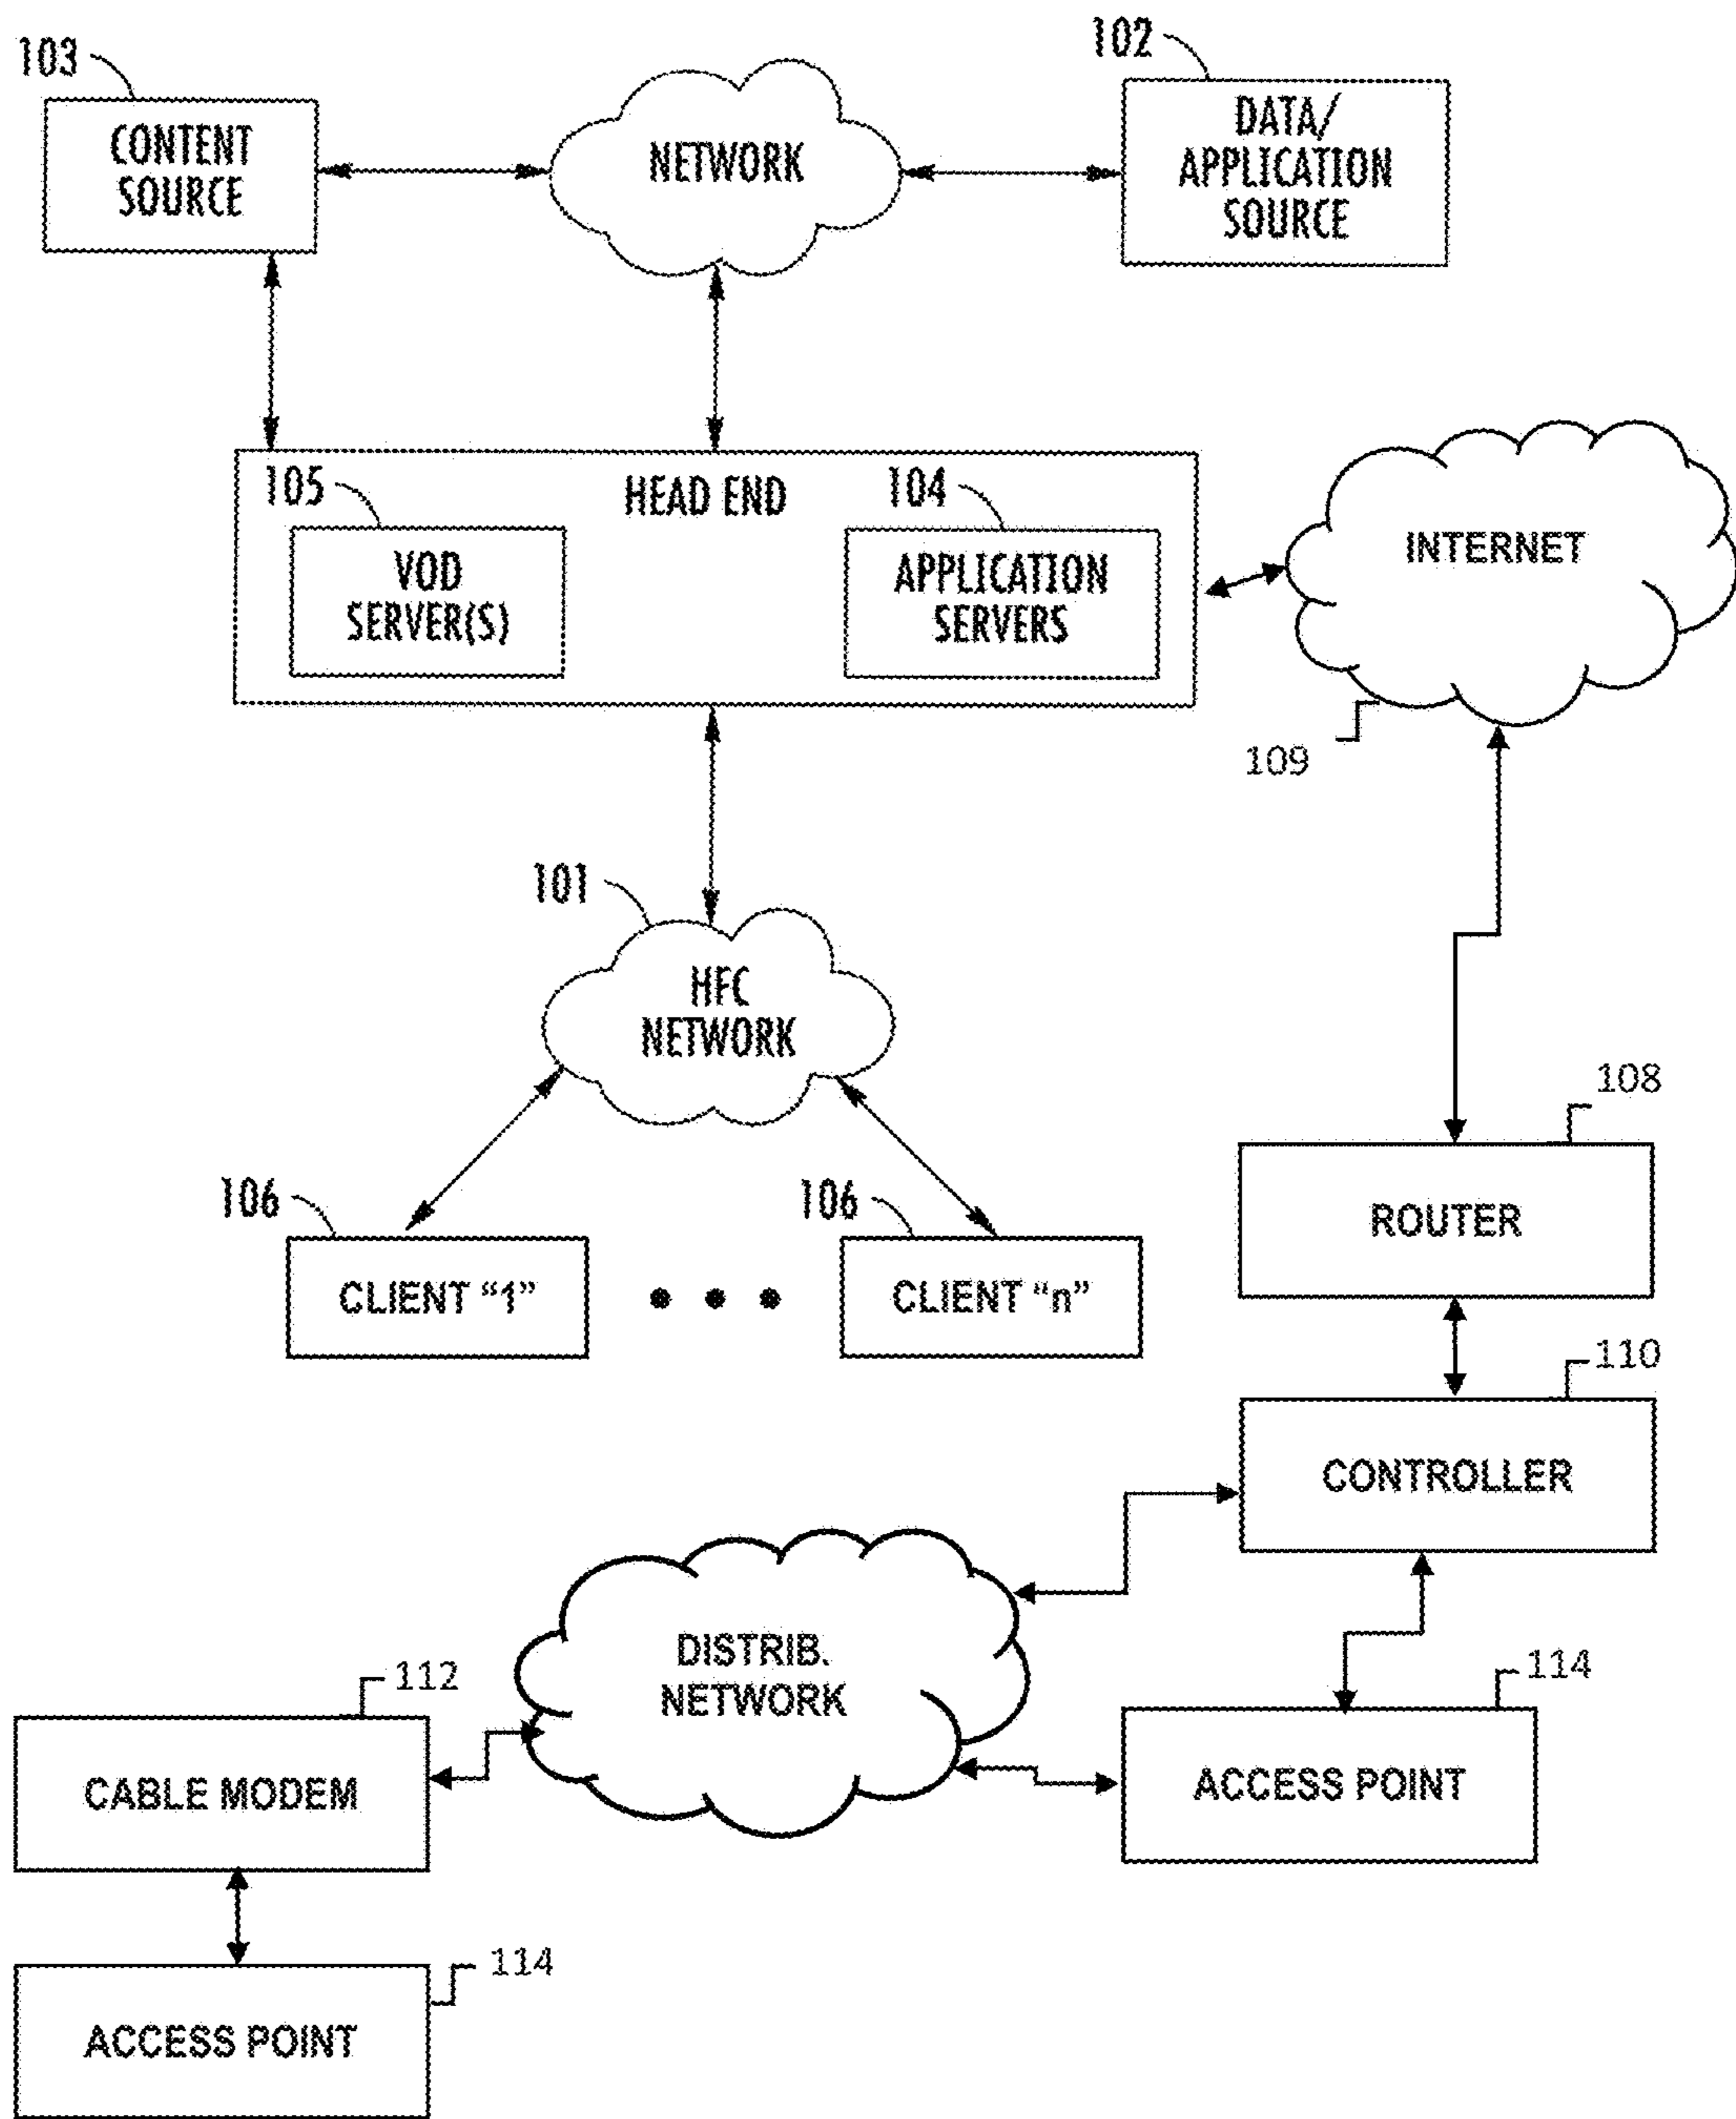 103
102
CONTENT
SOURCE
NETWORK
DATA/
APPLICATION
SOURCE
105
HEAD END
104
VOD
SERVER(S)
APPLICATION
SERVERS
INTERNET
109
101
HFC
NETWORK
108
106
106
ROUTER
CLIENT “1”
CLIENT “n”
110
CONTROLLER
DISTRIB.
NETWORK
112
114
CABLE MODEM
ACCESS POINT
114
ACCESS POINT